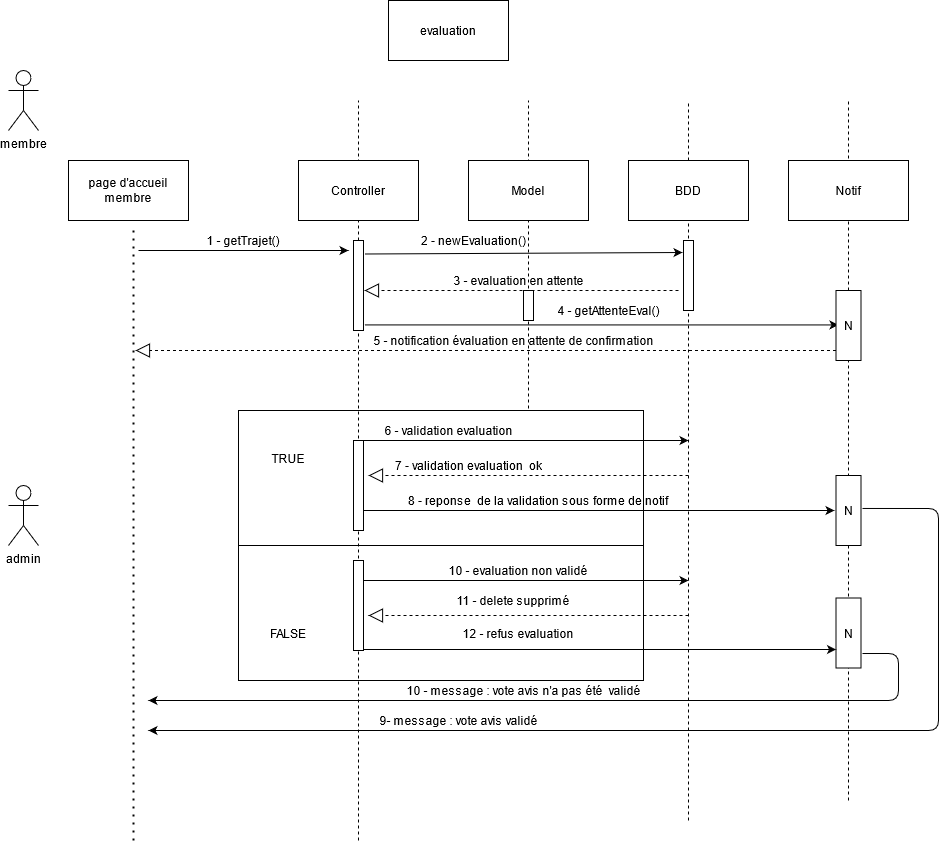 evaluation
membre
page d'accueil
membre
Controller
Model
BDD
Notif
1 - getTrajet()
2 - newEvaluation()
3 - evaluation en attente
4 - getAttenteEval()
N
5 - notification évaluation en attente de confirmation
6 - validation evaluation
TRUE
7 - validation evaluation  ok
8 - reponse  de la validation sous forme de notif
N
admin
10 - evaluation non validé
11 - delete supprimé
FALSE
12 - refus evaluation
N
10 - message : vote avis n'a pas été  validé
9- message : vote avis validé